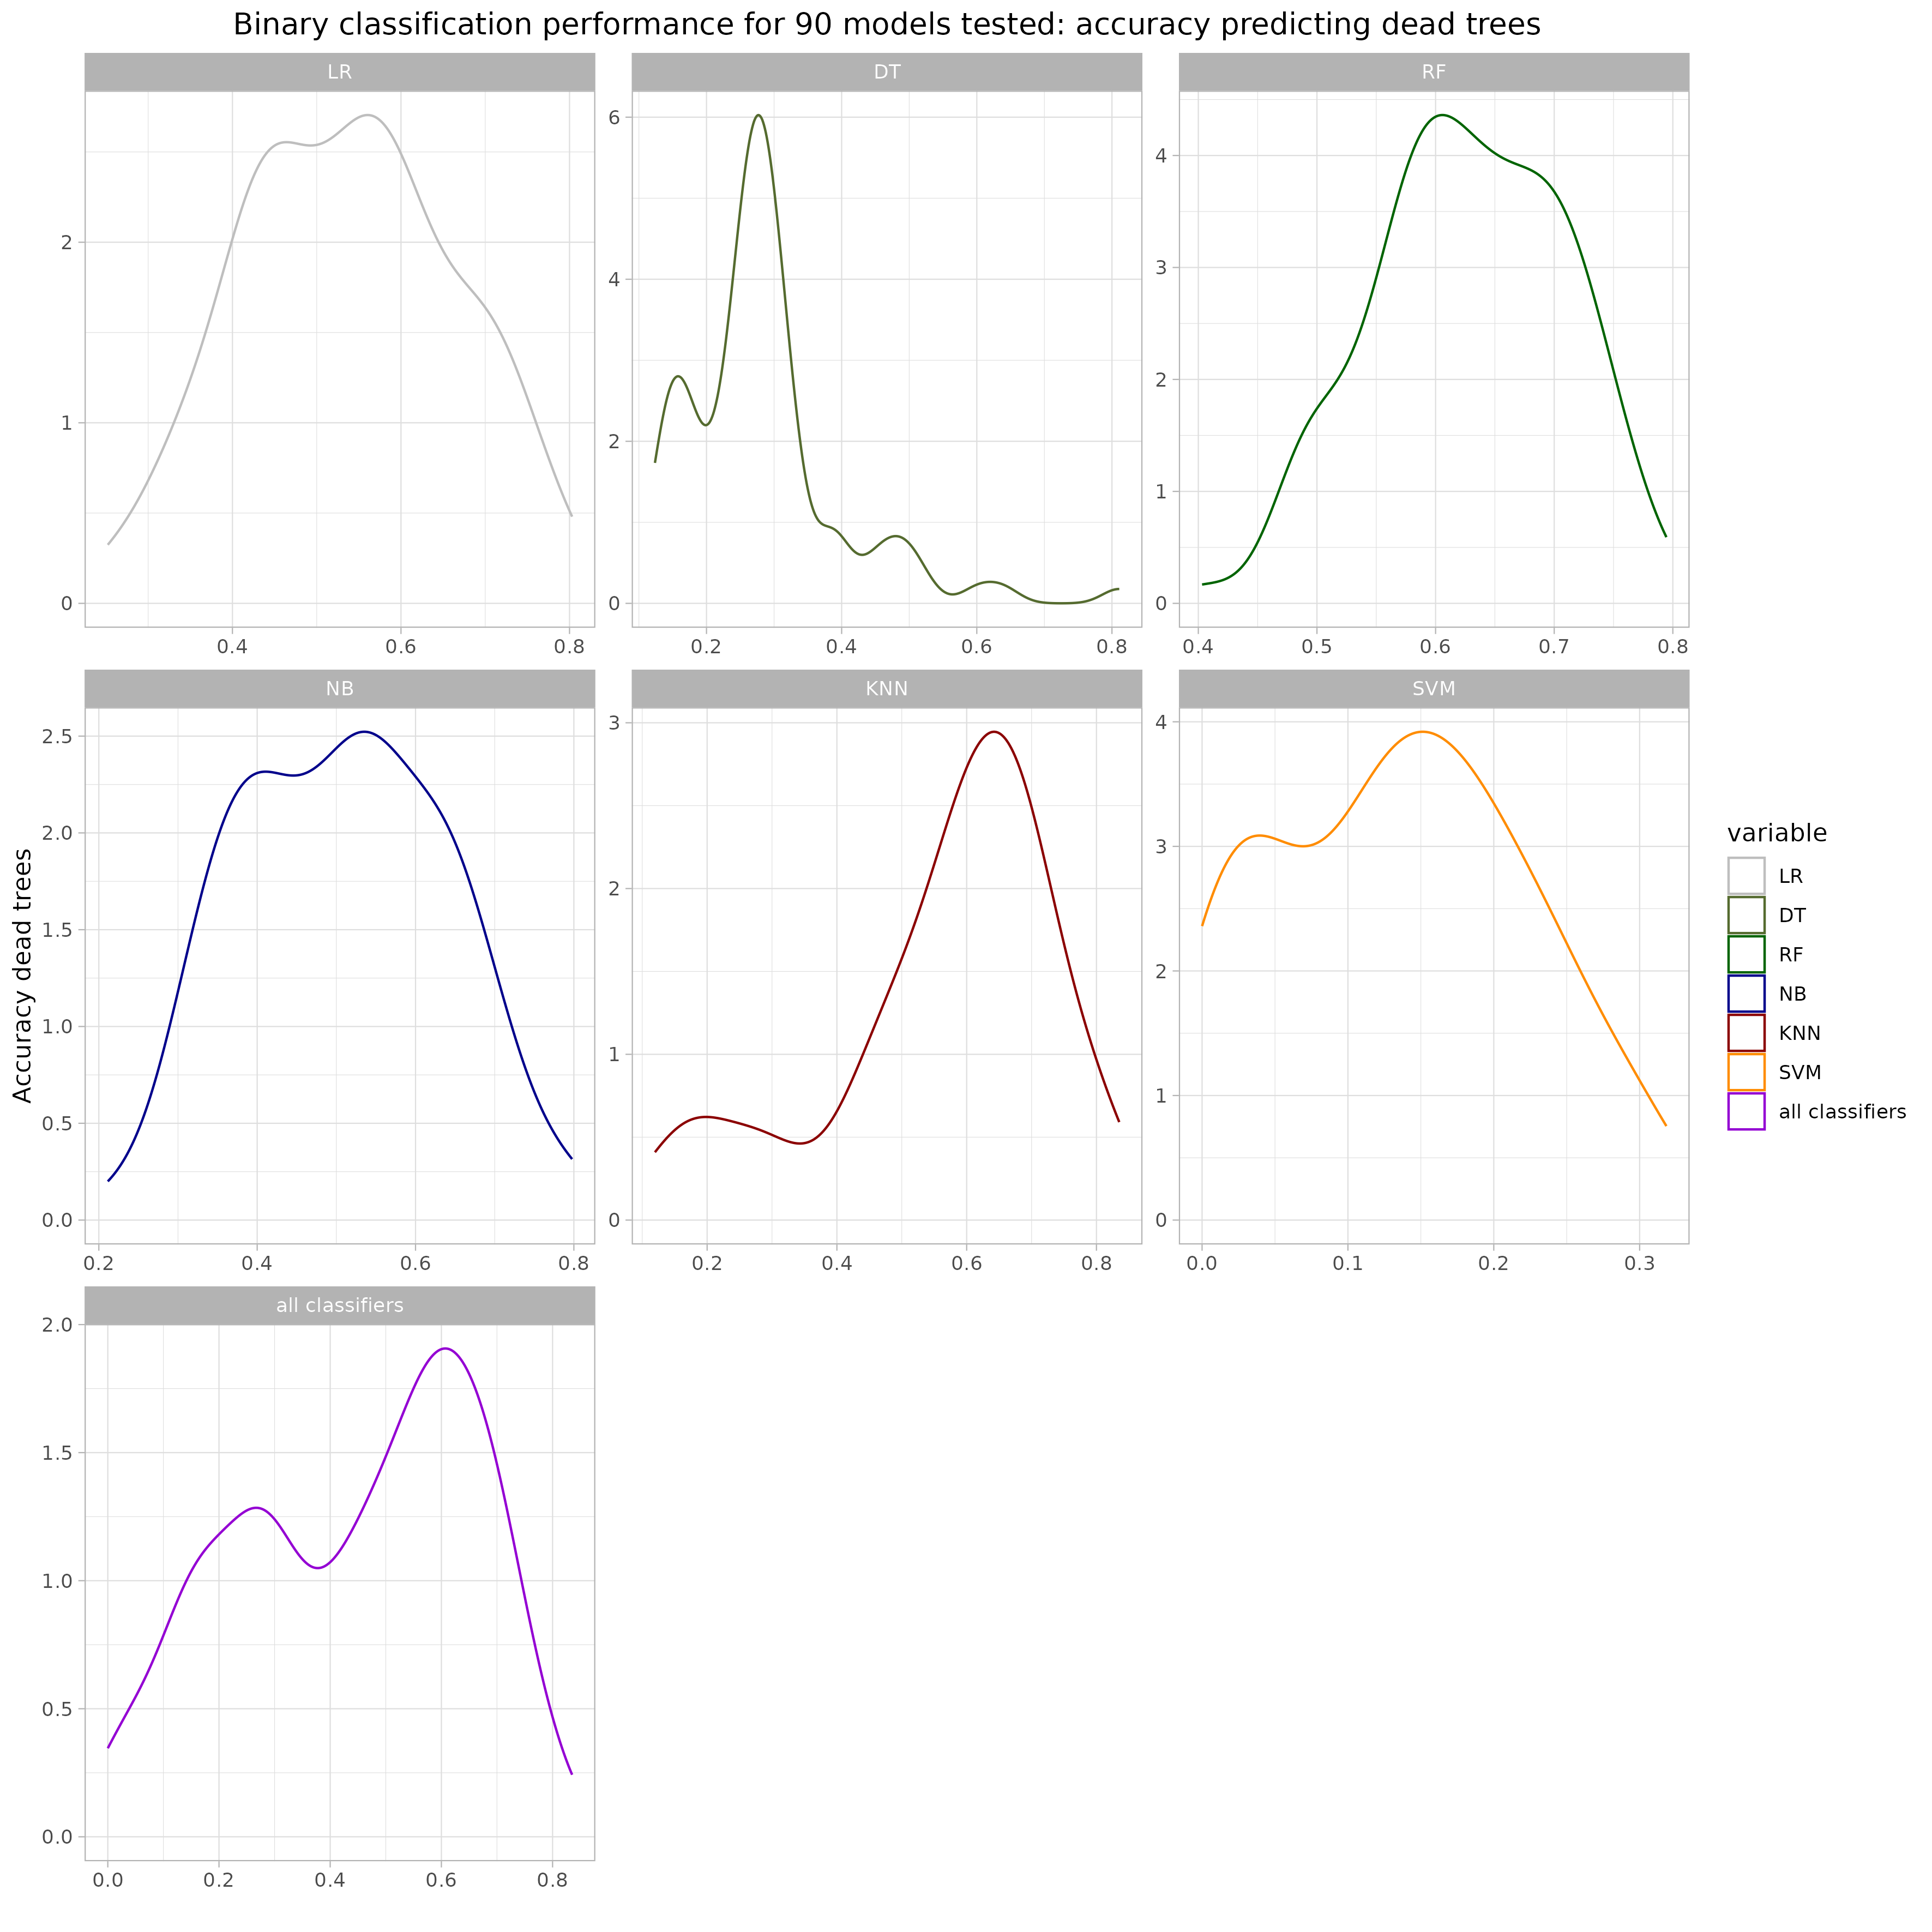 Binary classification performance for 90 models tested: accuracy predicting dead trees
LR
DT
RF
2
1
0
0.4 0.6 0.8
6
4
2
0
0.2 0.4 0.6 0.8
4
3
2
1
0
0.4 0.5 0.6 0.7 0.8
NB
KNN
SVM
2.5
2.0
1.5
1.0
0.5
0.0
0.2 0.4 0.6 0.8
3
2
1
0
0.2 0.4 0.6 0.8
4
3
2
1
0
0.0 0.1 0.2 0.3
all classifiers
2.0
1.5
1.0
0.5
0.0
0.0 0.2 0.4 0.6 0.8
Accuracy dead trees
variable
LR
DT
RF
NB
KNN
SVM
all classifiers